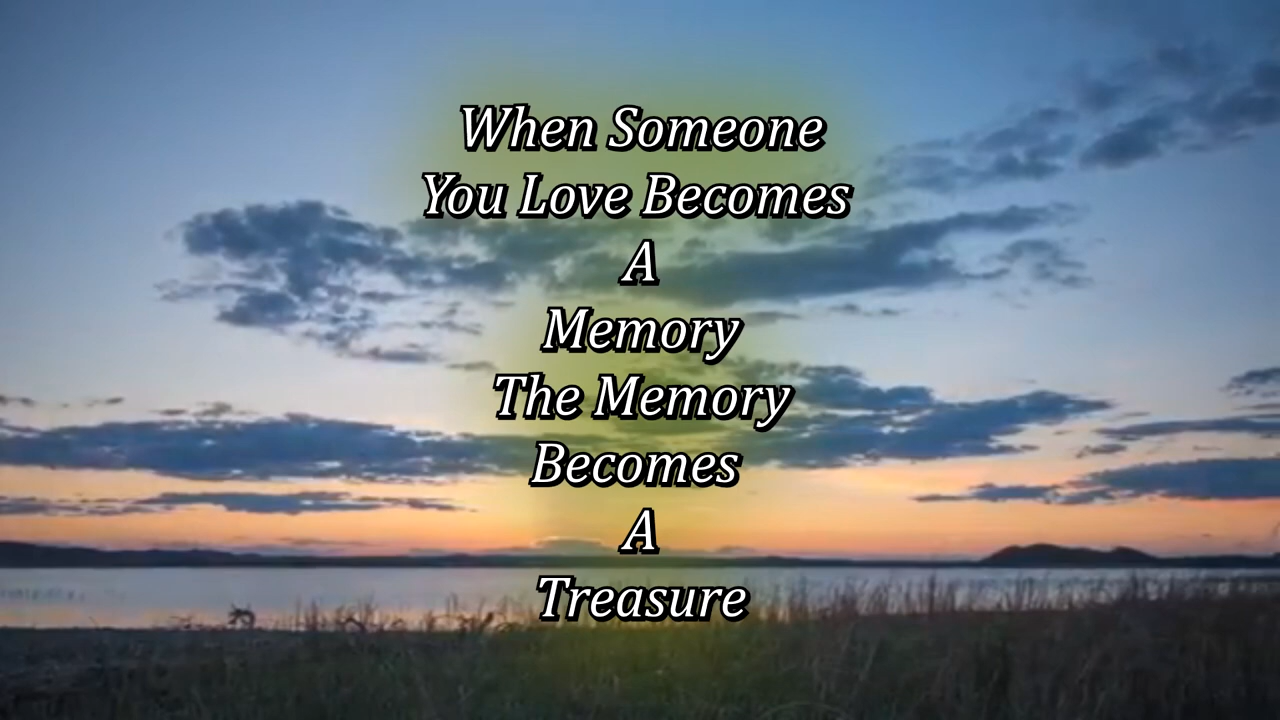 When Someone
You Love Becomes
A
Memory
The Memory
Becomes
A
Treasure